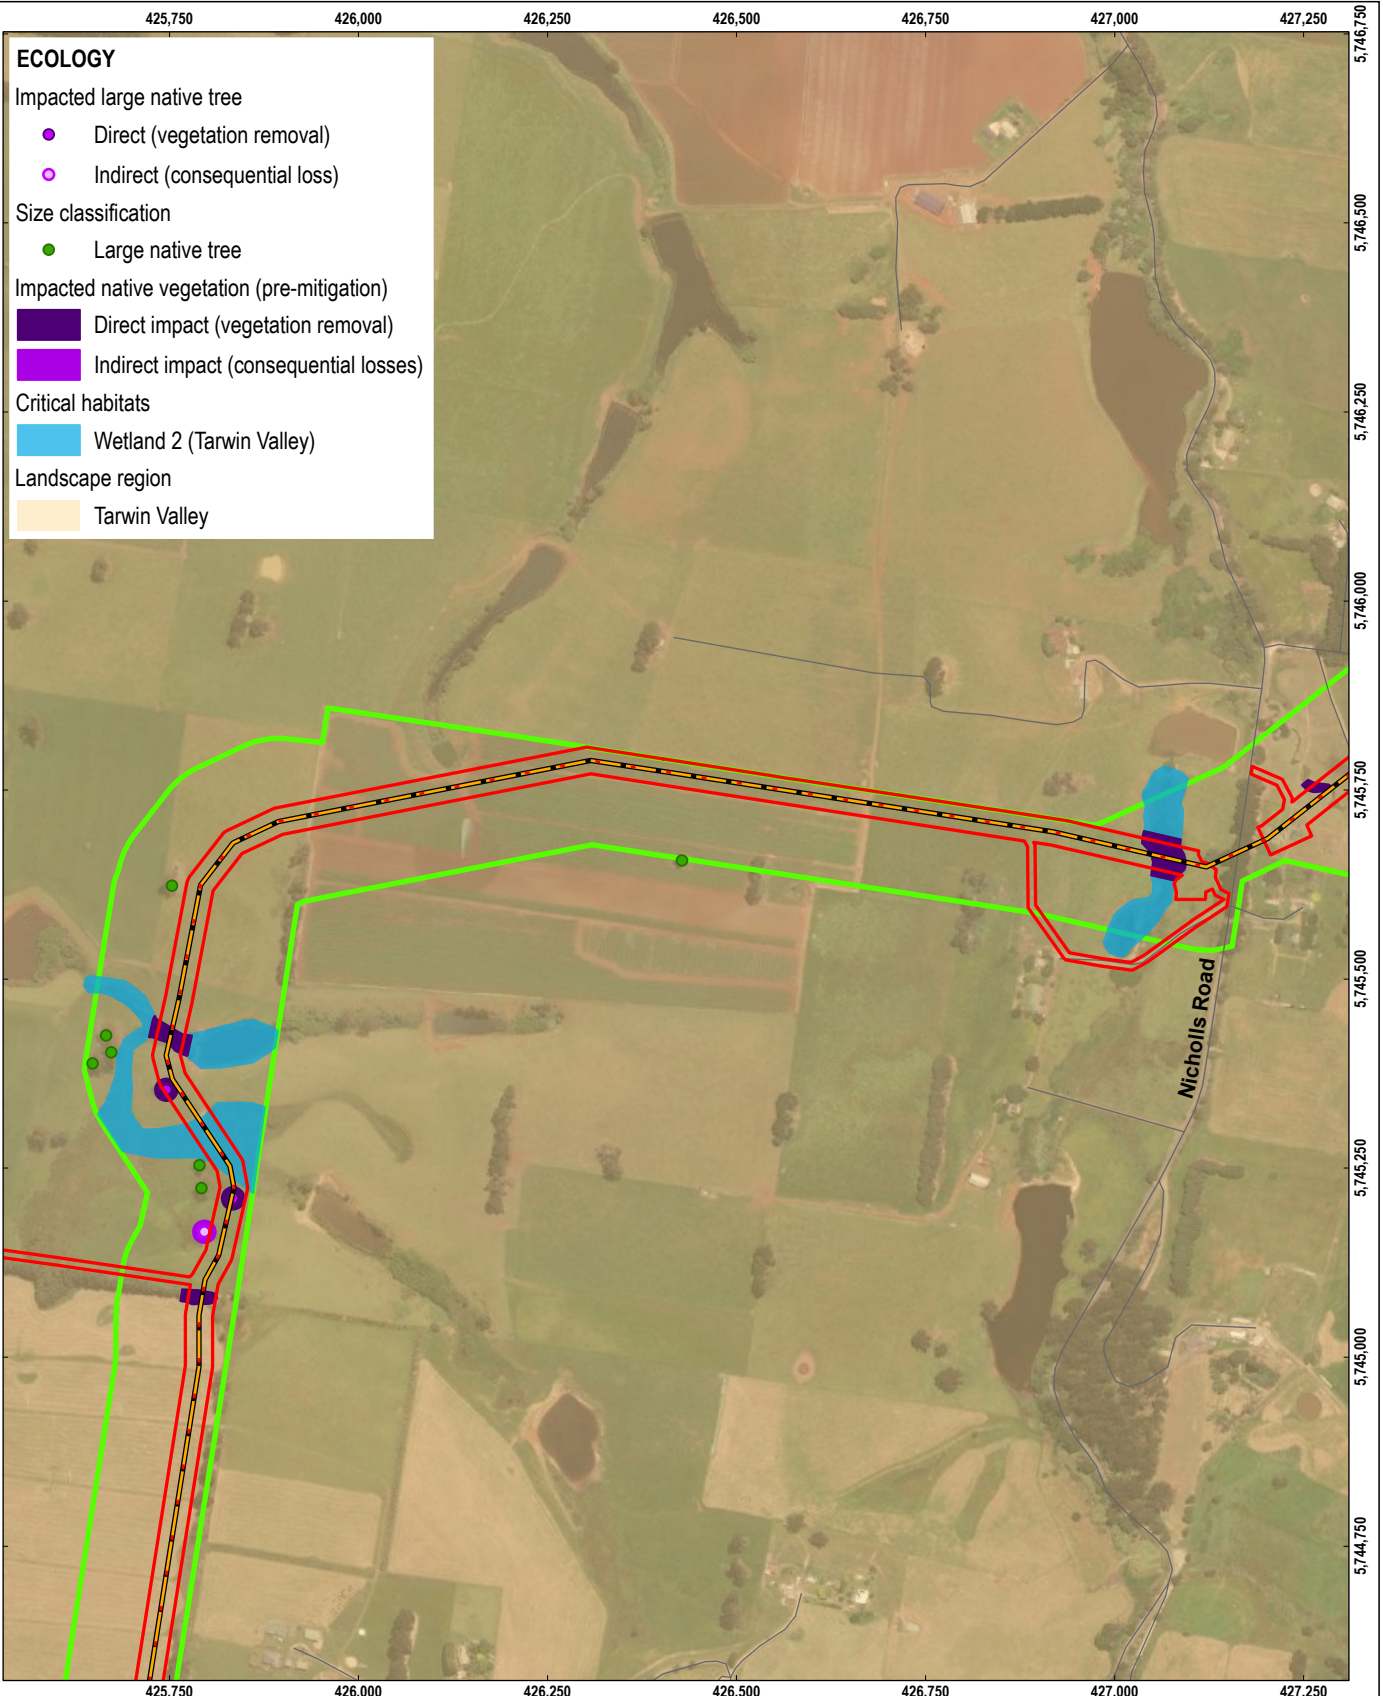 425,750 426,000 426,250 426,500 426,750 427,000 427,250
5,746,750
ECOLOGY
Impacted large native tree
Direct (vegetation removal)
Indirect (consequential loss)
Size classification
Large native tree
Impacted native vegetation (pre-mitigation)
Direct impact (vegetation removal)
Indirect impact (consequential losses)
Critical habitats
Wetland 2 (Tarwin Valley)
Landscape region
Tarwin Valley
5,746,500
5,746,250
5,746,000
5,745,750
5,745,500
Nicholls Road
5,745,250
5,745,000
5,744,750
425,750 426,000 426,250 426,500 426,750 427,000 427,250